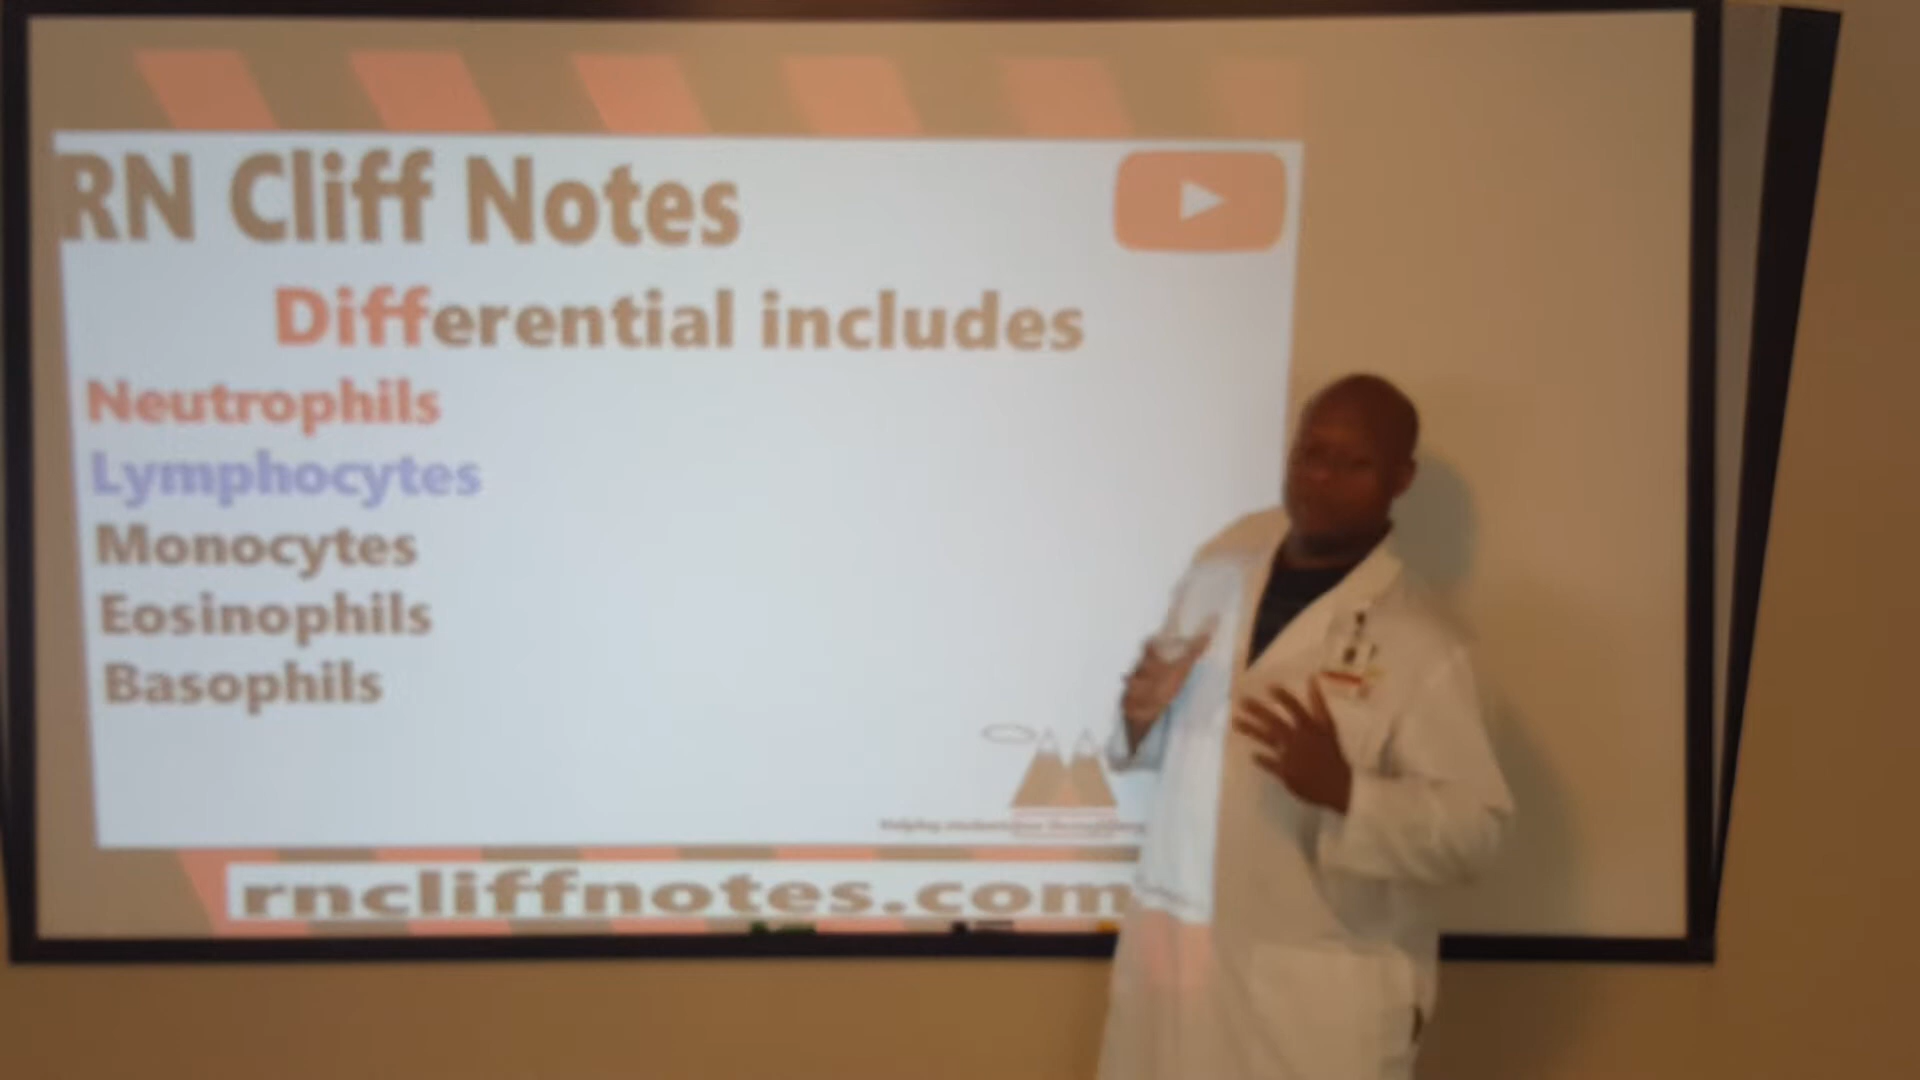 RN Cliff Notes
Differential includes
Neutrophils
Lymphocytes
Monocytes
Eosinophils
Basophils
rncliffnotes.com